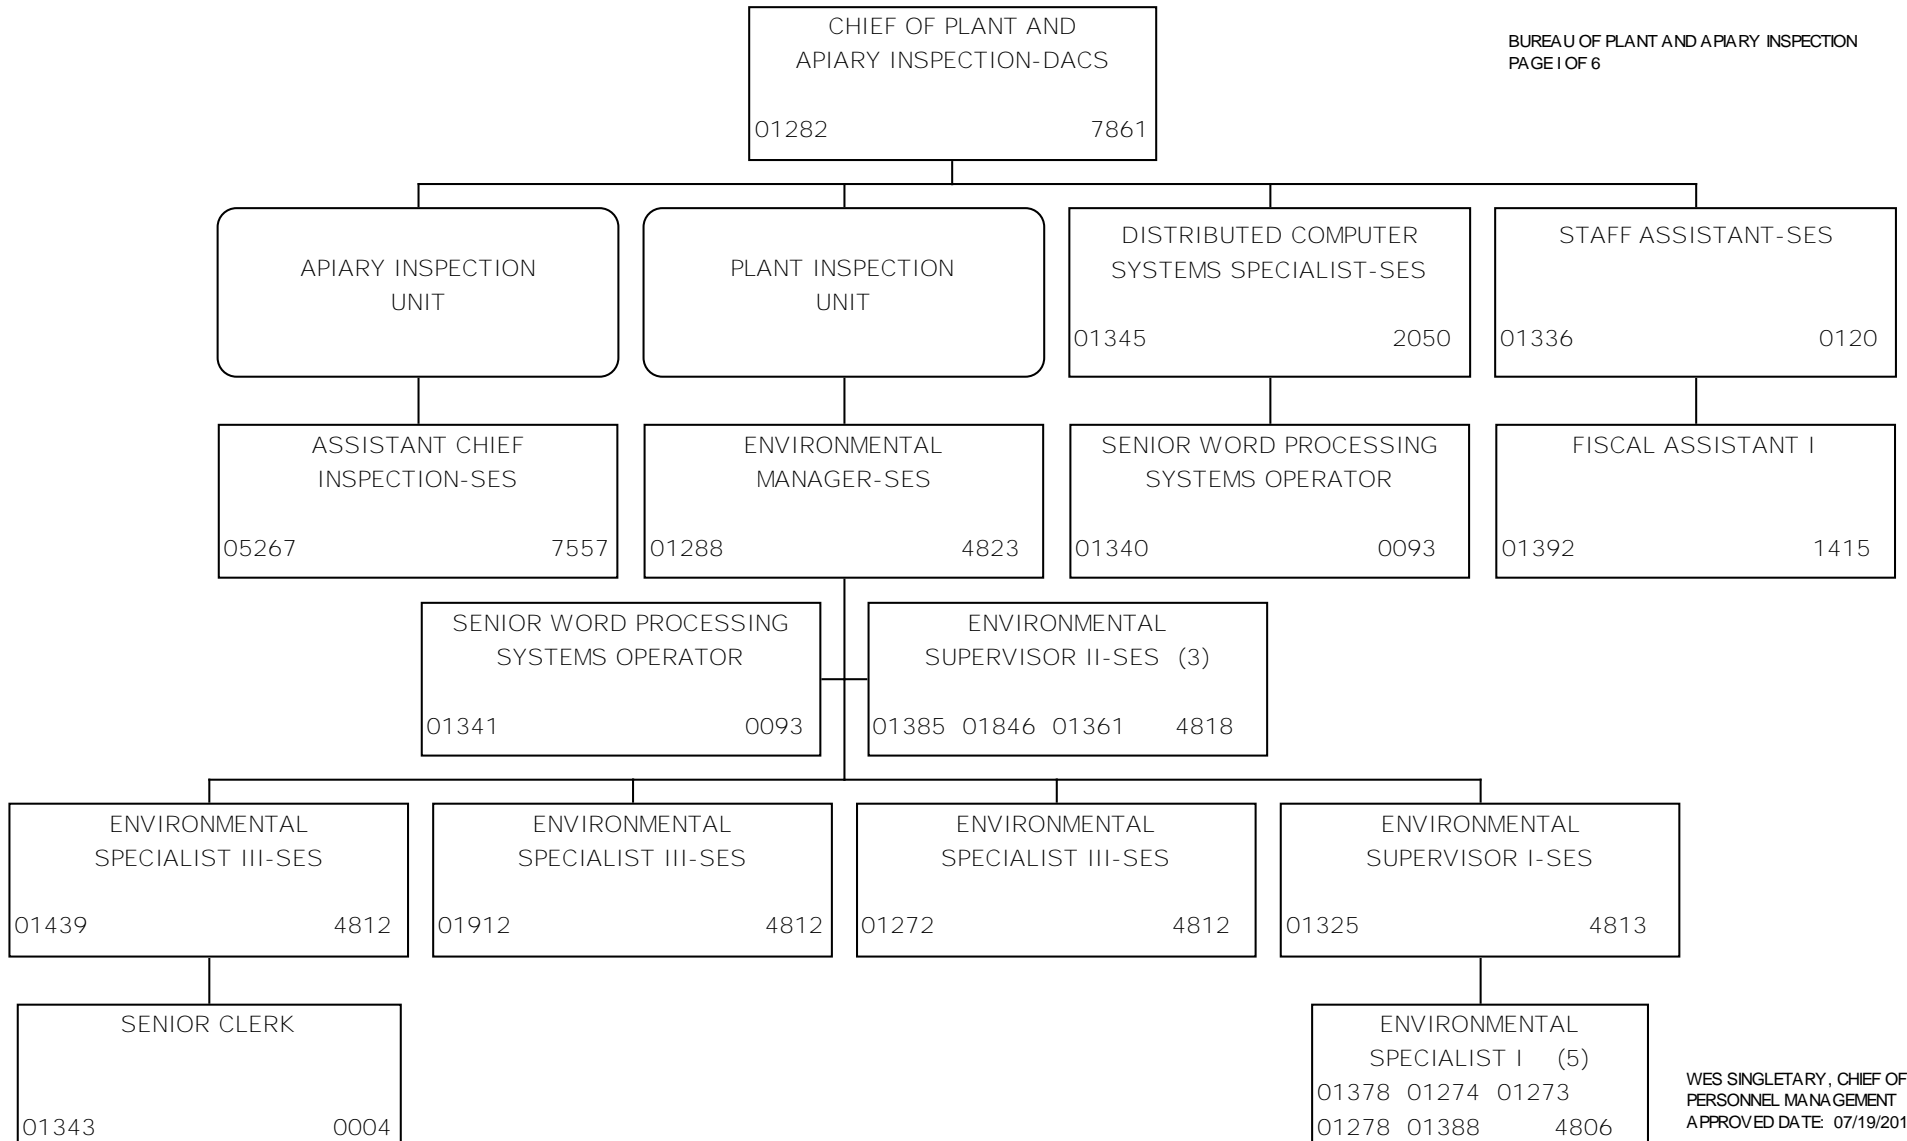 CHIEF OF PLANT AND
APIARY INSPECTION-DACS
01282 7861
BUREAU OF PLANT AND APIARY INSPECTION
PAGE I OF 6
APIARY INSPECTION
UNIT
PLANT INSPECTION
UNIT
DISTRIBUTED COMPUTER
SYSTEMS SPECIALIST-SES
01345 2050
STAFF ASSISTANT-SES
01336 0120
ASSISTANT CHIEF
INSPECTION-SES
05267 7557
ENVIRONMENTAL
MANAGER-SES
01288 4823
SENIOR WORD PROCESSING
SYSTEMS OPERATOR
01340 0093
FISCAL ASSISTANT I
01392 1415
SENIOR WORD PROCESSING
SYSTEMS OPERATOR
01341 0093
ENVIRONMENTAL
SUPERVISOR II-SES (3)
01385 01846 01361 4818
ENVIRONMENTAL
SPECIALIST III-SES
01439 4812
ENVIRONMENTAL
SPECIALIST III-SES
01912 4812
ENVIRONMENTAL
SPECIALIST III-SES
01272 4812
ENVIRONMENTAL
SUPERVISOR I-SES
01325 4813
SENIOR CLERK
01343 0004
ENVIRONMENTAL
SPECIALIST I (5)
01378 01274 01273
01278 01388 4806
WES SINGLETARY, CHIEF OF
PERSONNEL MANAGEMENT
APPROVED DATE: 07/19/201